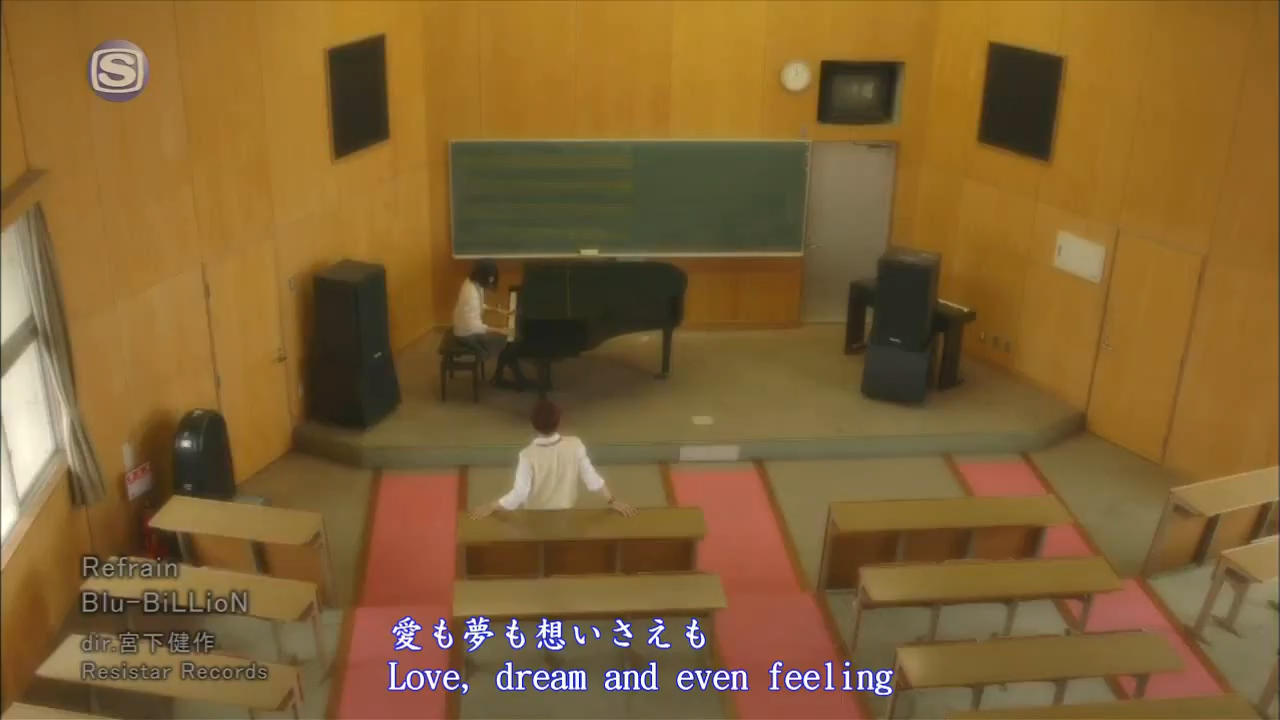 S
Refrain
Blu-BiLLioN
dir.宮下健作
Resistar Records
愛も夢も想いさえも
Love, dream and even feeling